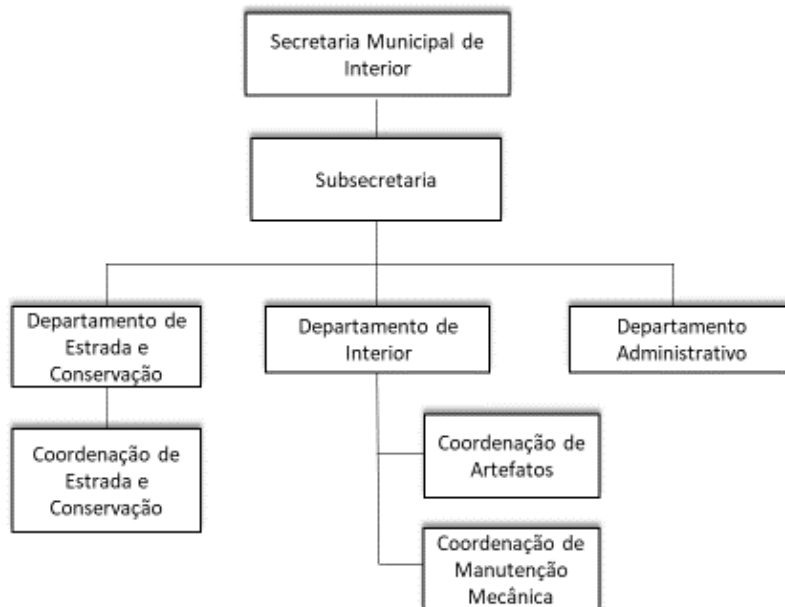 Secretaria Municipal de
Interior
Subsecretaria
Departamento de
Estrada e
Conservação
Departamento de
Interior
Departamento
Administrativo
Coordenação de
Estrada e
Conservação
Coordenação de
Artefatos
Coordenação de
Manutenção
Mecânica